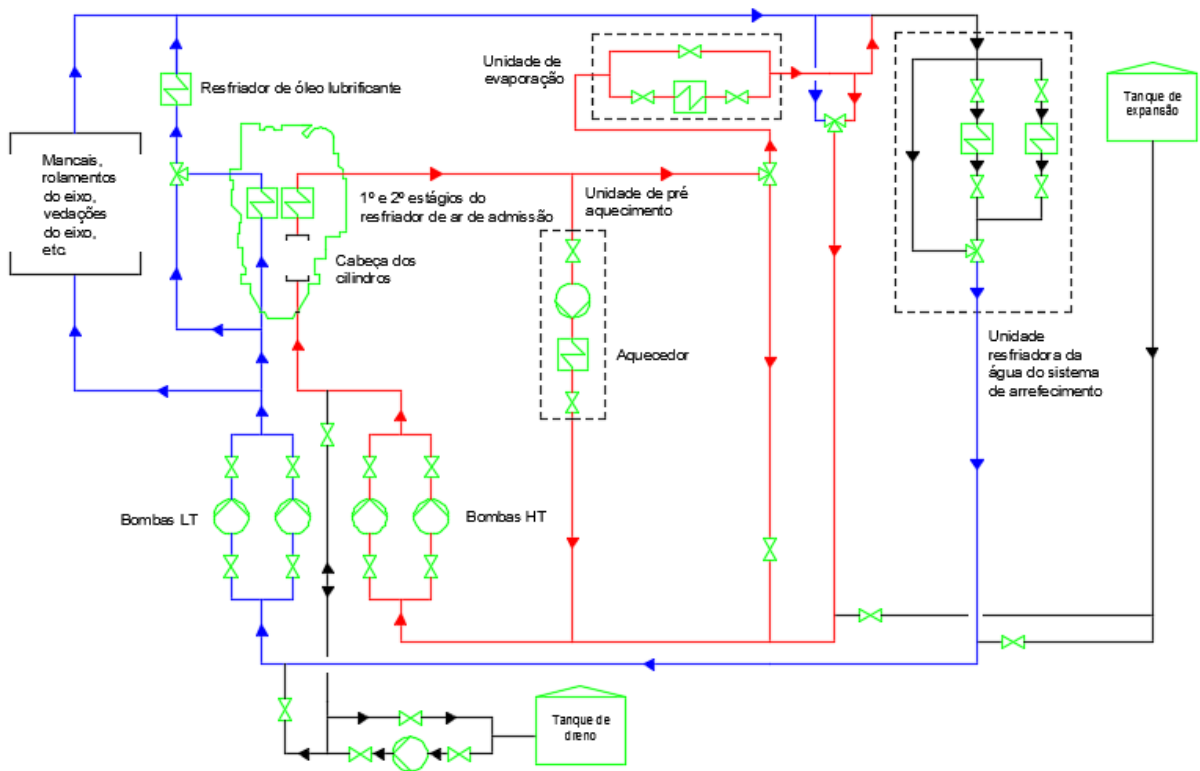 Unidade de
evaporação
Resfriador de óleo lubrificante
Tanque de
expansão
Mancais,
rolamentos
do eixo,
vedações
do eixo,
etc.
1º e 2º estágios do
resfriador de ar de admissão
Unidade de pré
aquecimento
Cabeça dos
cilindros
Aquecedor
Unidade
resfriadora da
água do sistema
de arrefecimento
Bombas LT
Bombas HT
Tanque de
dreno